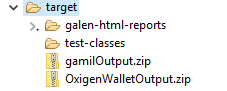 target
galen-html-reports
test-classes
gamilOutput.zip
OxigenWalletOutput.zip